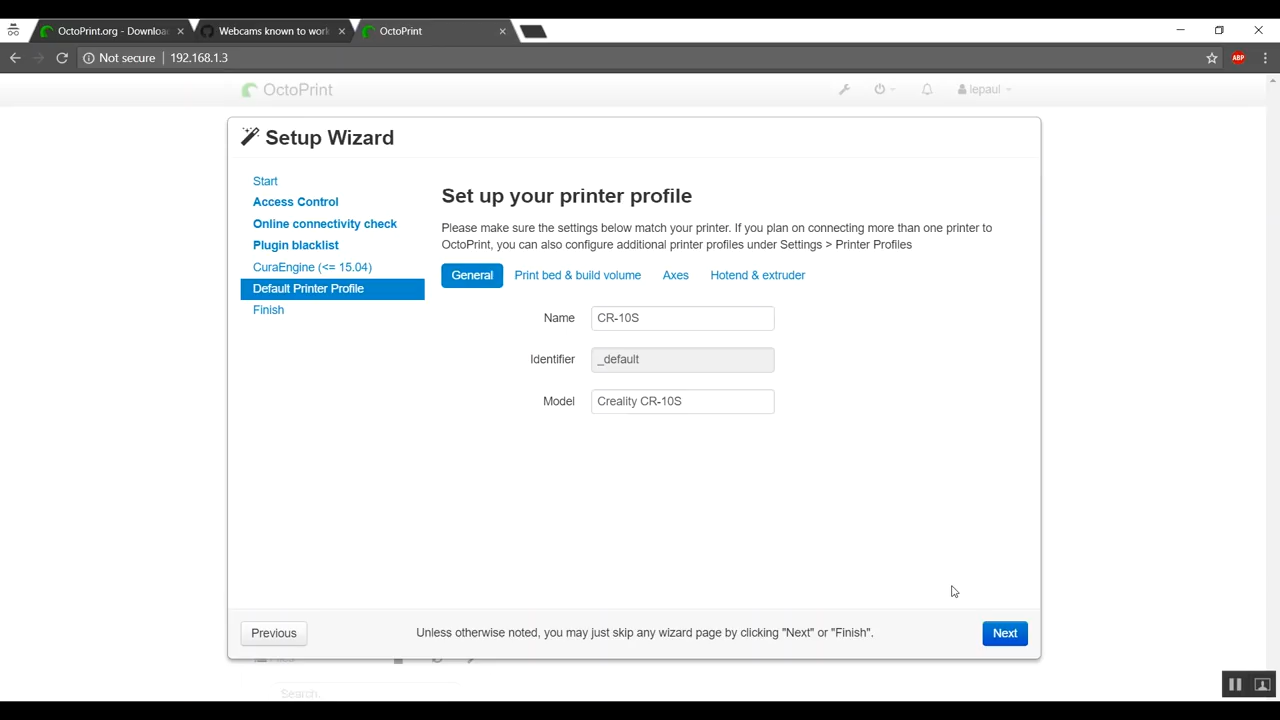 OctoPrint.org - Downloa
Webcams known to work
OctoPrint
Not secure
192.168.1.3
ABP
OctoPrint
lepaul
Setup Wizard
Start
Access Control
Online connectivity check
Plugin blacklist
CuraEngine (<= 15.04)
Default Printer Profile
Finish
Set up your printer profile
Please make sure the settings below match your printer. If you plan on connecting more than one printer to
OctoPrint, you can also configure additional printer profiles under Settings > Printer Profiles
General
Print bed & build volume
Axes
Hotend & extruder
Name
CR-10S
Identifier
_default
Model
Creality CR-10S
Previous
Unless otherwise noted, you may just skip any wizard page by clicking "Next" or "Finish".
Next
Search.